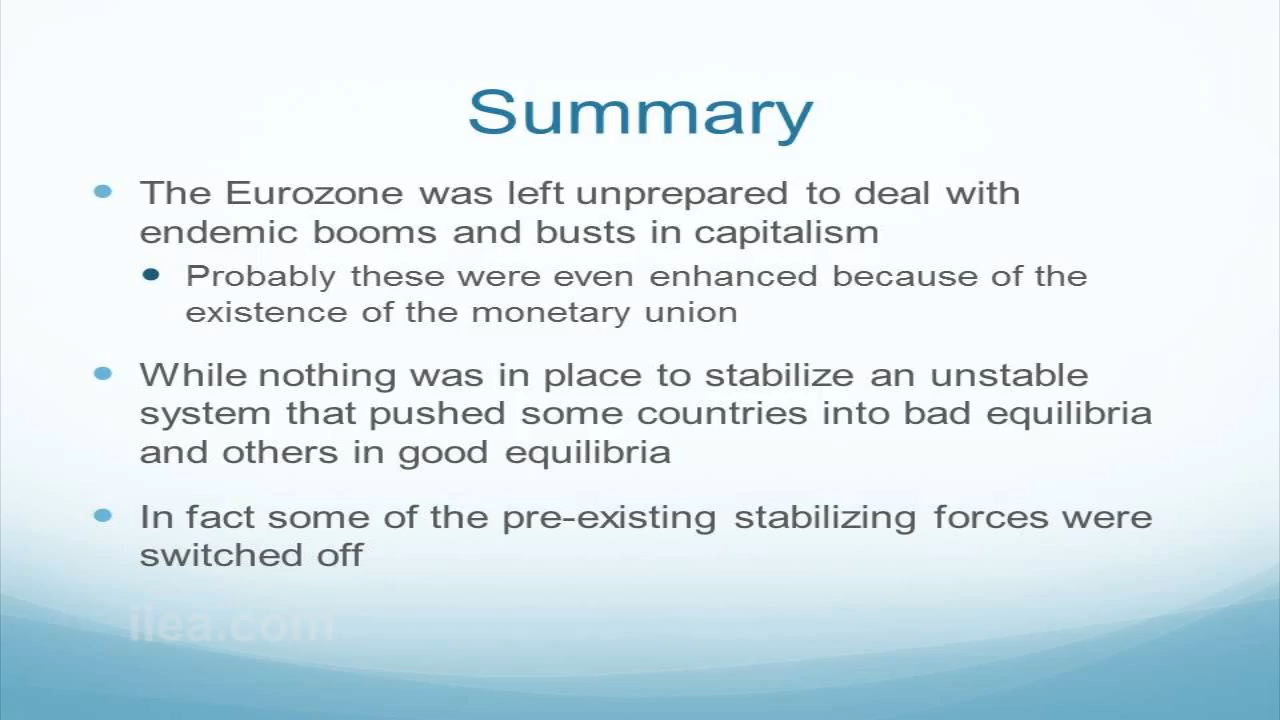 Summary
• The Eurozone was left unprepared to deal with
endemic booms and busts in capitalism
• Probably these were even enhanced because of the
existence of the monetary union
• While nothing was in place to stabilize an unstable
system that pushed some countries into bad equilibria
and others in good equilibria
• In fact some of the pre-existing stabilizing forces were
switched off
ilea.com